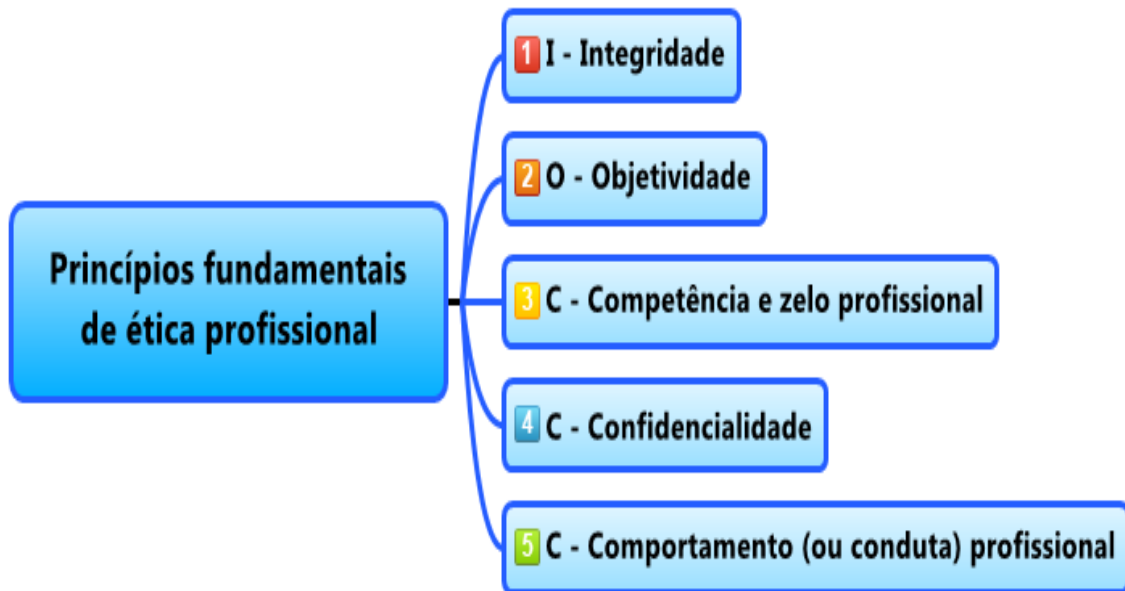 Princípios fundamentais
de ética profissional
1 I - Integridade
2 O - Objetividade
3 C - Competência e zelo profissional
4 C - Confidencialidade
5 C - Comportamento (ou conduta) profissional